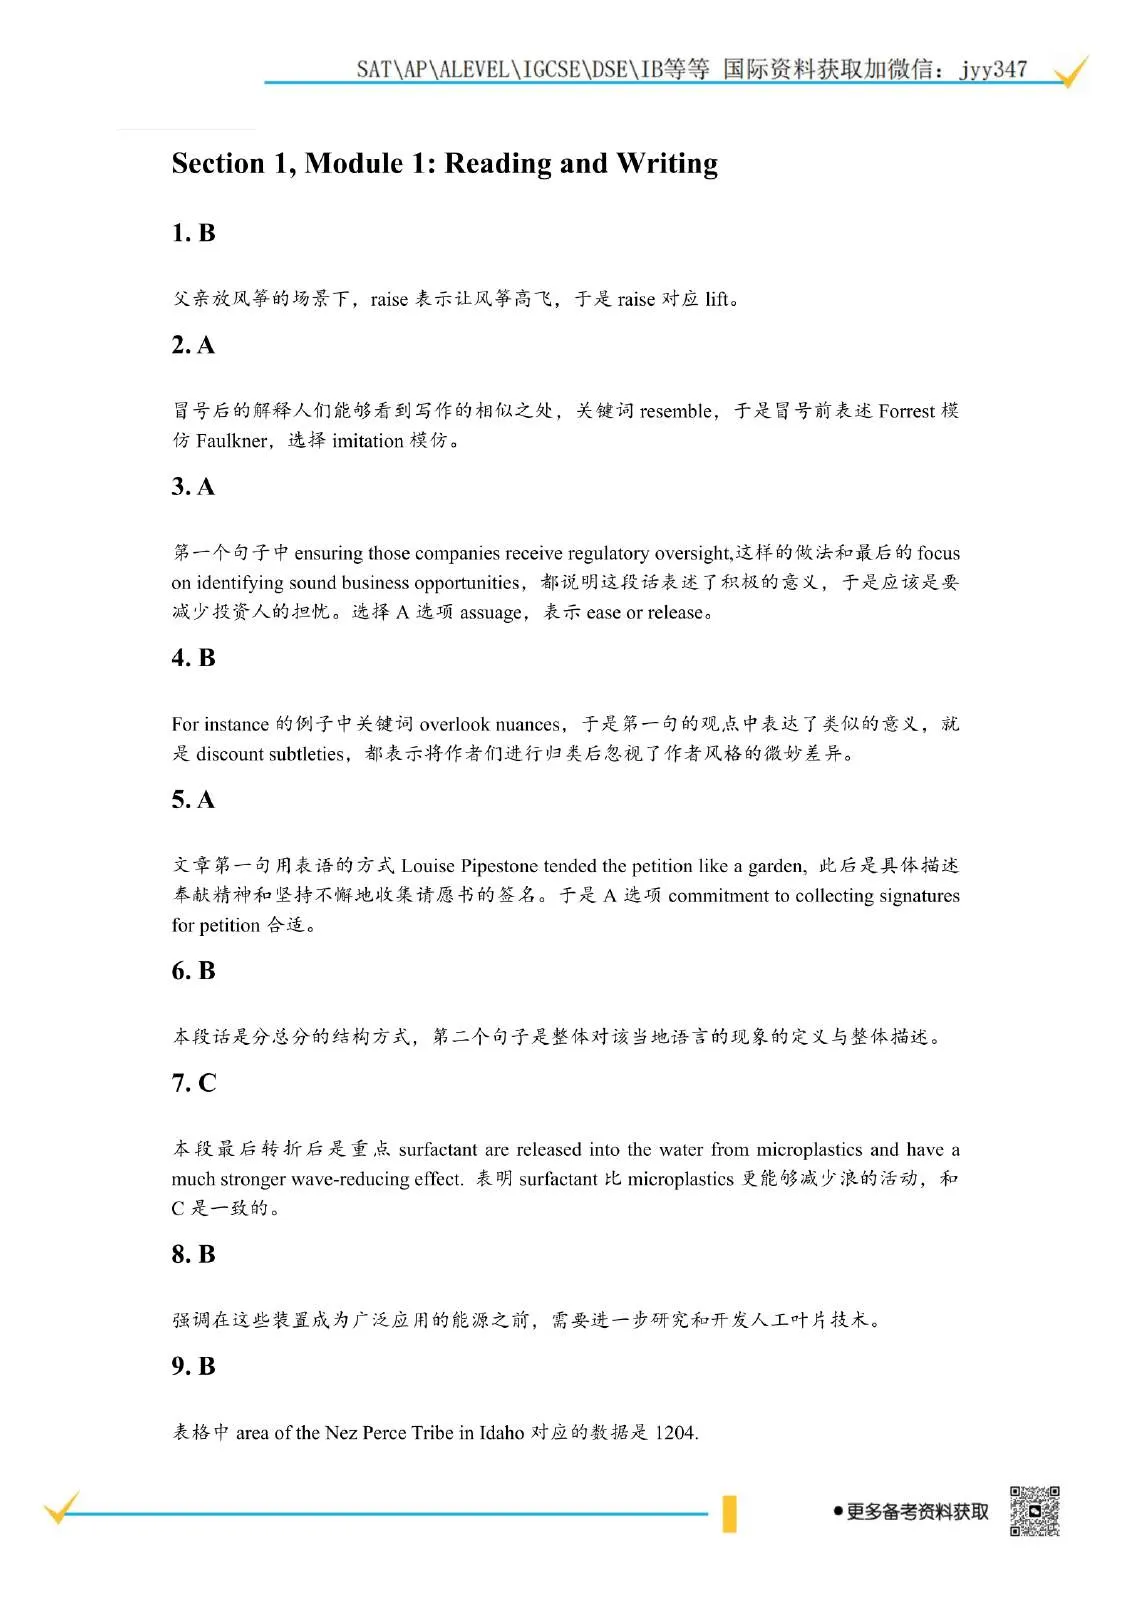 SAT\AP\ALEVEL\IGCSE\DSE\IB等等 国际资料获取加微信：jyy347
Section 1, Module 1: Reading and Writing
1. B
父亲放风筝的场景下，raise 表示让风筝高飞，于是 raise 对应 lift。
2. A
冒号后的解释人们能够看到写作的相似之处，关键词 resemble，于是冒号前表述 Forrest 模
仿 Faulkner，选择 imitation 模仿。
3. A
第一个句子中 ensuring those companies receive regulatory oversight,这样的做法和最后的 focus
on identifying sound business opportunities，都说明这段话表述了积极的意义，于是应该是要
减少投资人的担忧。选择 A 选项 assuage，表示 ease or release。
4. B
For instance 的例子中关键词 overlook nuances，于是第一句的观点中表达了类似的意义，就
是 discount subtleties，都表示将作者们进行归类后忽视了作者风格的微妙差异。
5. A
文章第一句用表语的方式 Louise Pipestone tended the petition like a garden, 此后是具体描述
奉献精神和坚持不懈地收集请愿书的签名。于是 A 选项 commitment to collecting signatures
for petition 合适。
6. B
本段话是分总分的结构方式，第二个句子是整体对该当地语言的现象的定义与整体描述。
7. C
本段最后转折后是重点 surfactant are released into the water from microplastics and have a
much stronger wave-reducing effect. 表明 surfactant 比 microplastics 更能够减少浪的活动，和
C 是一致的。
8. B
强调在这些装置成为广泛应用的能源之前，需要进一步研究和开发人工叶片技术。
9. B
表格中 area of the Nez Perce Tribe in Idaho 对应的数据是 1204.
●更多备考资料获取